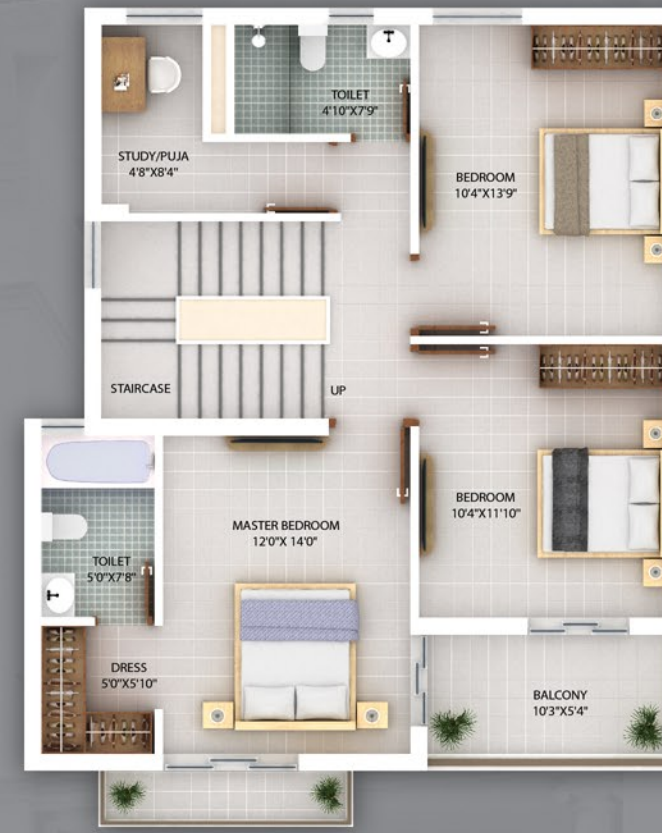 TOILET
4'10"X7'9"
STUDY/PUJA
4'8"X8'4"
BEDROOM
10'4"X13'9"
STAIRCASE
UP
BEDROOM
10'4"X11'10"
MASTER BEDROOM
12'0"X 14'0"
TOILET
5'0"X7'8"
DRESS
5'0"X5'10"
BALCONY
10'3"X5'4"